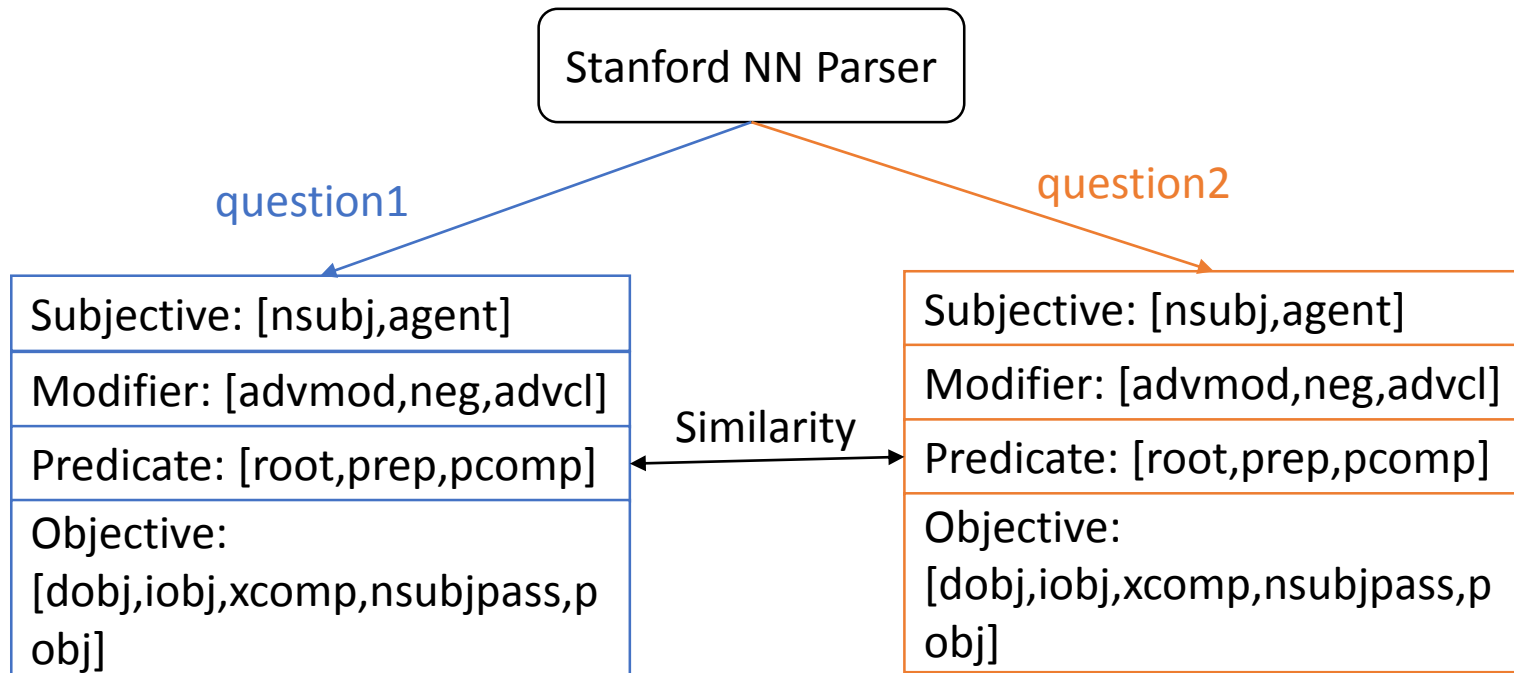 Stanford NN Parser
question1
question2
Subjective: [nsubj,agent]
Modifier: [advmod,neg,advcl]
Predicate: [root,prep,pcomp]
Objective:
[dobj,iobj,xcomp,nsubjpass,p
obj]
Similarity
Subjective: [nsubj,agent]
Modifier: [advmod,neg,advcl]
Predicate: [root,prep,pcomp]
Objective:
[dobj,iobj,xcomp,nsubjpass,p
obj]